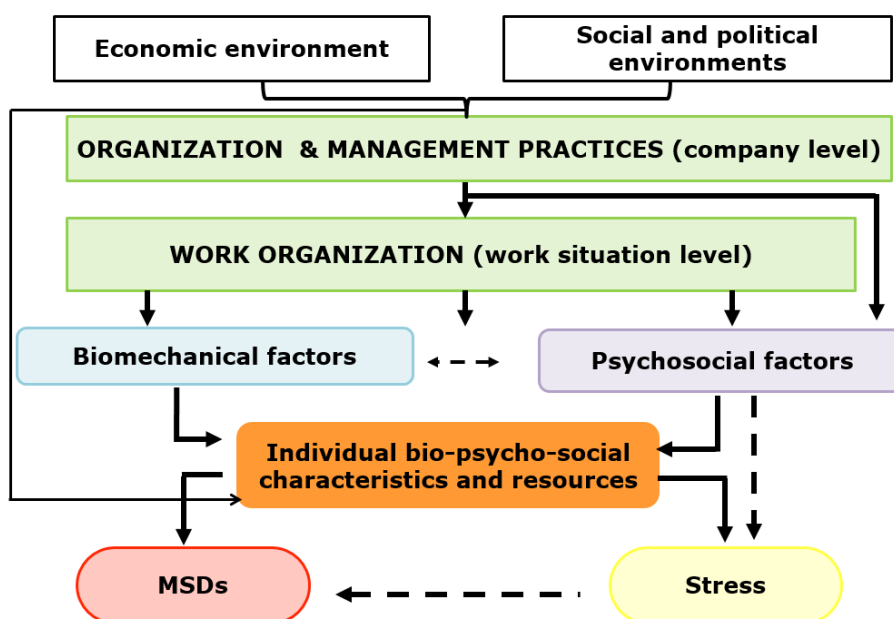 Economic environment
Social and political
environments
ORGANIZATION & MANAGEMENT PRACTICES (company level)
WORK ORGANIZATION (work situation level)
Biomechanical factors
Psychosocial factors
Individual bio-psycho-social
characteristics and resources
MSDs
Stress